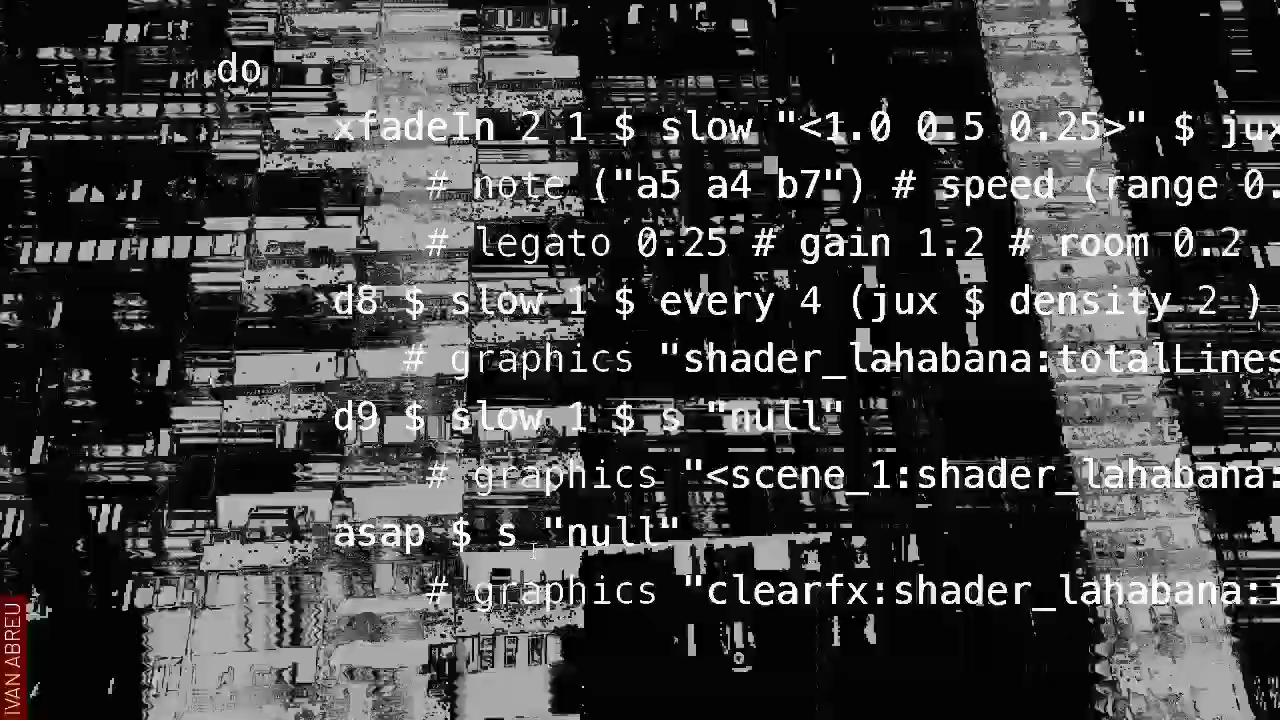 do
xfadeIn 2 1 $ slow "<1.0 0.5 0.25>" $ jux
# note ("a5 a4 b7") # speed (range 0
# legato 0.25 # gain 1.2 # room 0.2
d8 $ slow 1 $ every 4 (jux $ density 2 )
# graphics "shader_lahabana:totalLines
d9 $ slow 1 $ s "null"
# graphics "<scene_1:shader_lahabana:
asap $ s "null"
# graphics "clearfx:shader_lahabana:i
IVAN ABREU